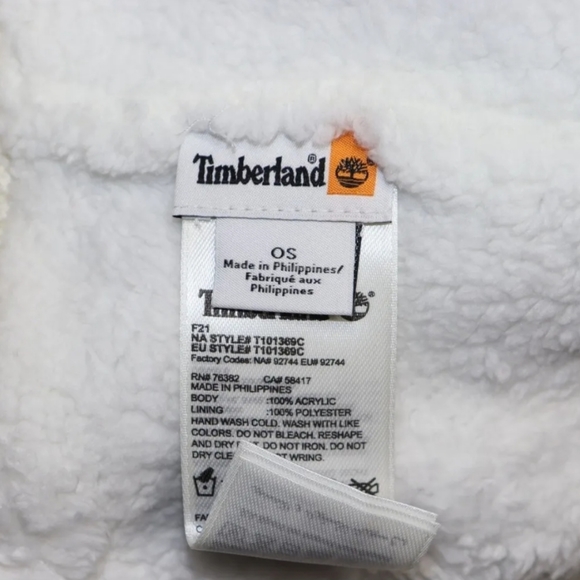 Timberland®
OS
Made in Philippines/
Fabriqué aux
Philippines
F21
NA STYLE# T101369C
EU STYLE# T101369C
Factory Codes: NA# 92744 EU# 92744
RN# 76382 CA# 58417
MADE IN PHILIPPINES
BODY :100% ACRYLIC
LINING :100% POLYESTER
HAND WASH COLD. WASH WITH LIKE
COLORS. DO NOT BLEACH. RESHAPE
AND DRY DO NOT IRON. DO NOT
DRY WRING.